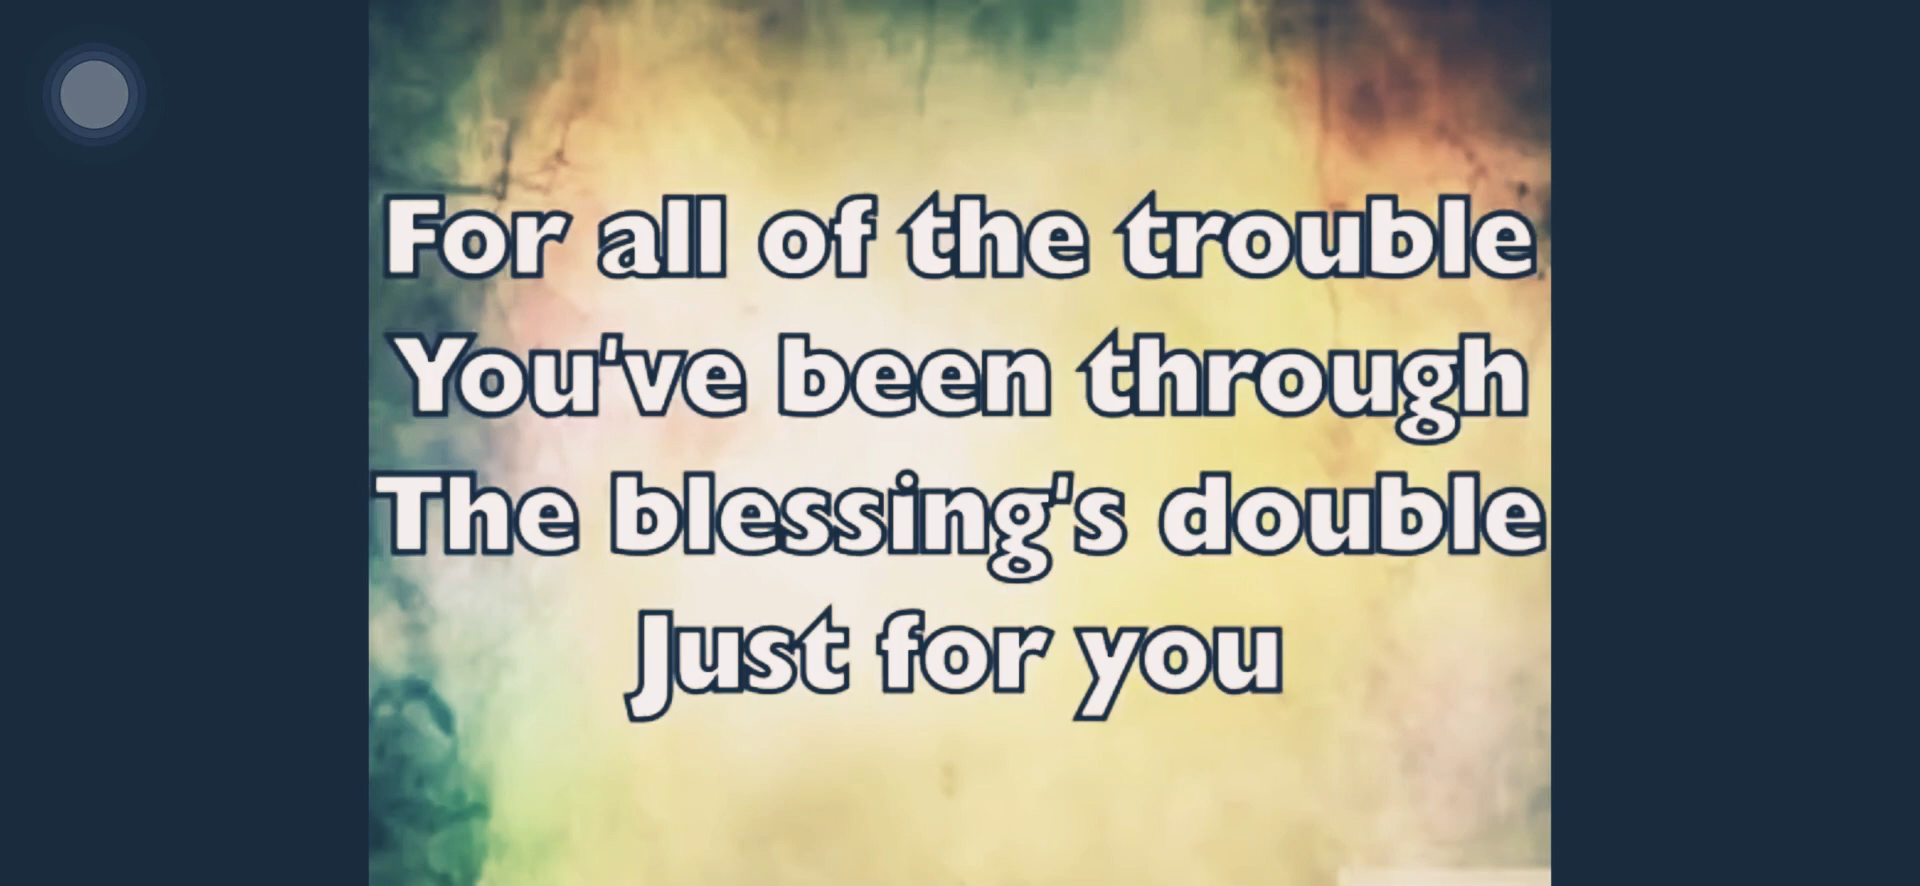 For all of the trouble
You've been through
The blessing's double
Just for you